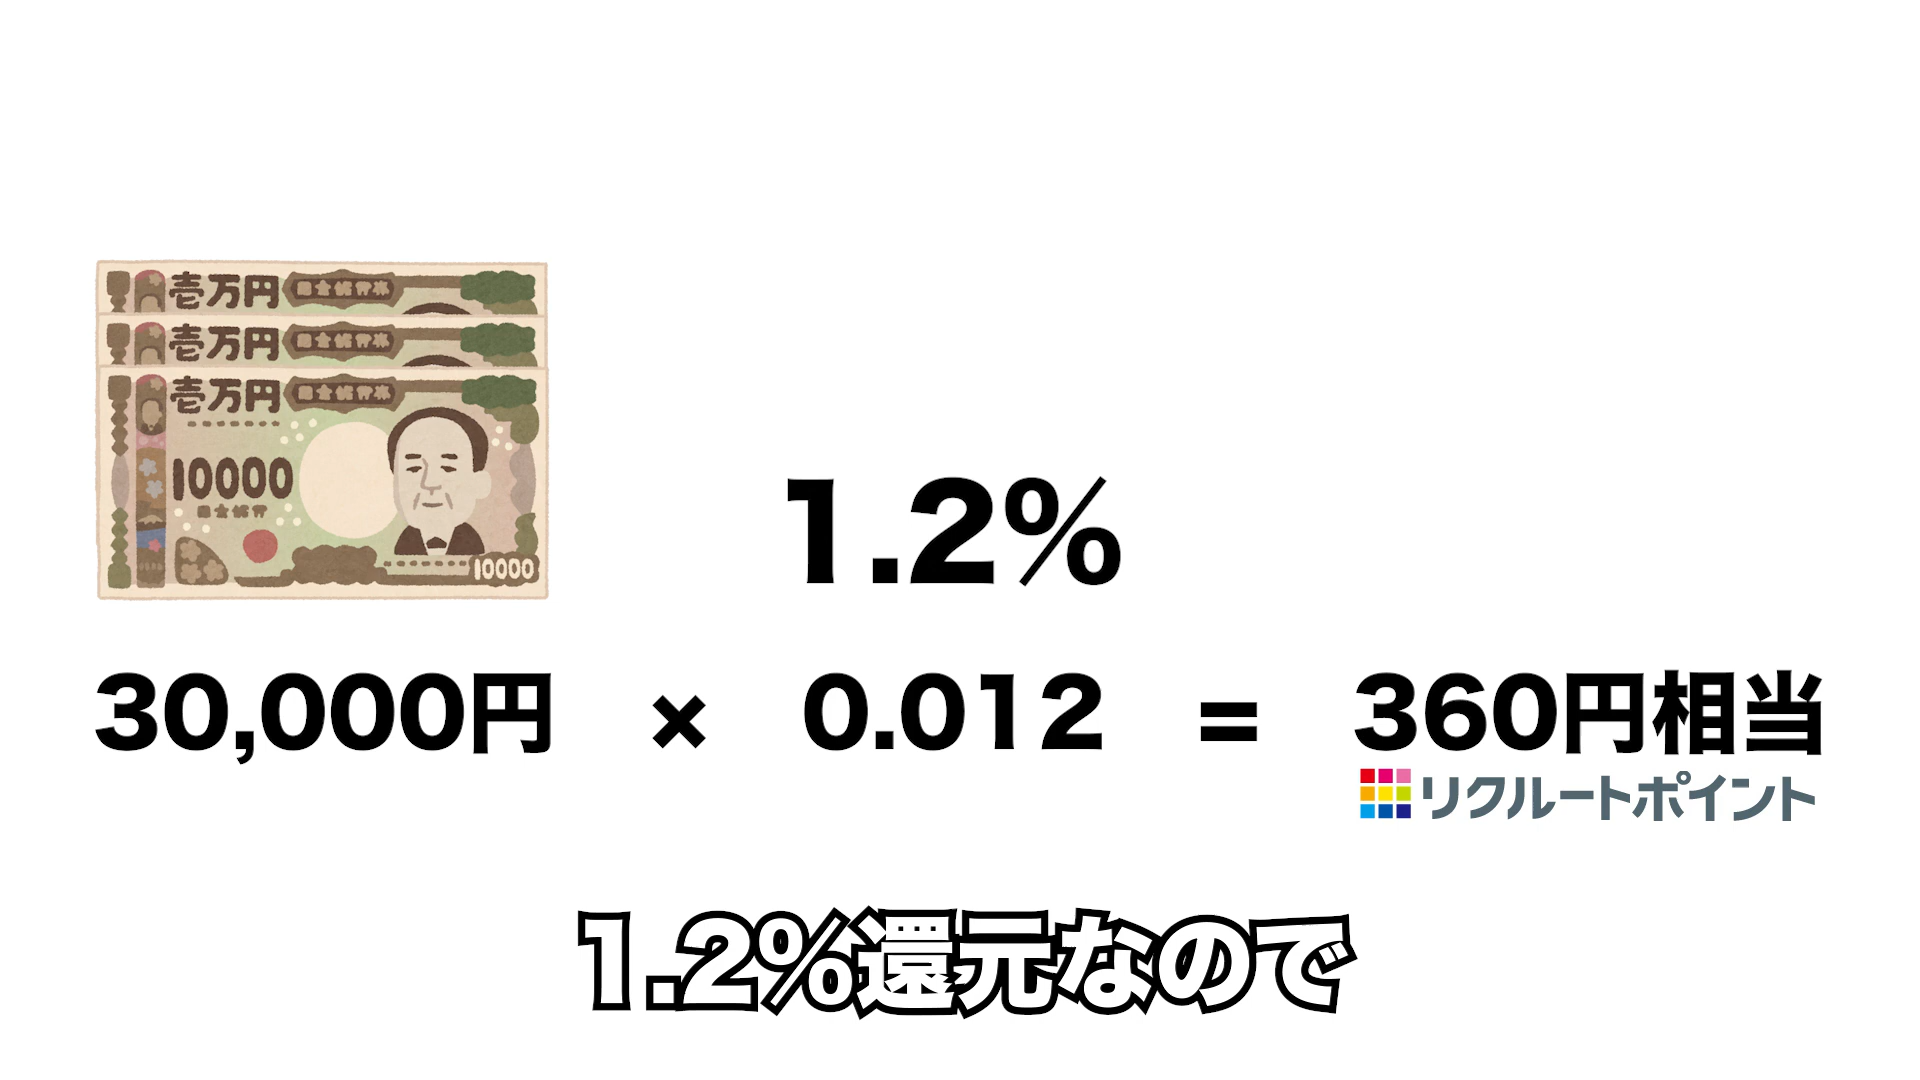 壱万円
壱万円
壱万円
10000
10000
1.2%
30,000円 × 0.012 = 360円相当
リクルートポイント
1.2%還元なので